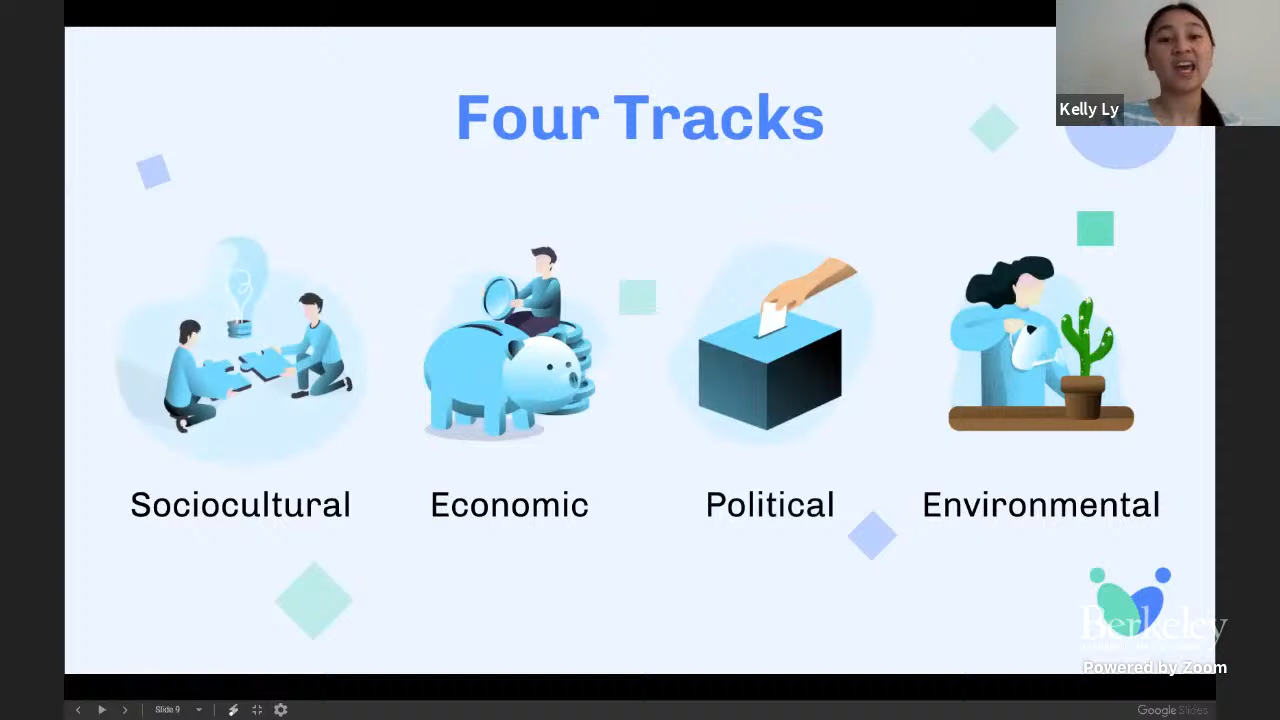 Four Tracks
Kelly Ly
Sociocultural
Economic
Political
Environmental
Berkeley
Powered by Zoom
Slide 9
Google Slides